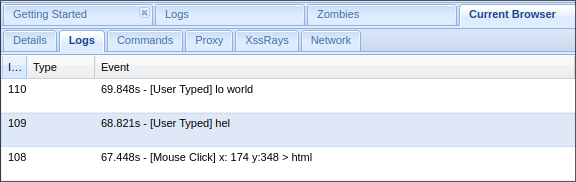 Getting Started Logs Zombies Current Browser
Details Logs Commands Proxy XssRays Network
I... Type Event
110 69.848s - [User Typed] lo world
109 68.821s - [User Typed] hel
108 67.448s - [Mouse Click] x: 174 y:348 > html